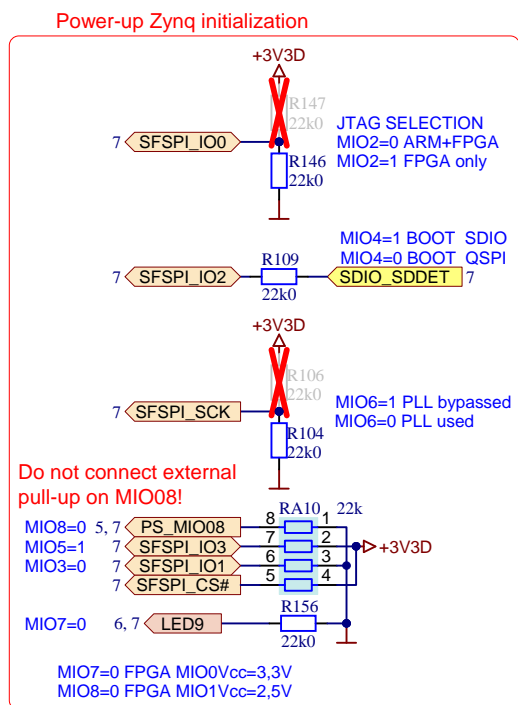 Power-up Zynq initialization
+3V3D
R147
22k0
JTAG SELECTION
7 SFSPI_IO0
MIO2=0 ARM+FPGA
R146
MIO2=1 FPGA only
22k0
MIO4=1 BOOT SDIO
R109
MIO4=0 BOOT QSPI
7 SFSPI_IO2
SDIO_SDDET 7
22k0
+3V3D
R106
22k0
MIO6=1 PLL bypassed
7 SFSPI_SCK
MIO6=0 PLL used
R104
22k0
Do not connect external
pull-up on MIO08!
RA10 22k
MIO8=0 5, 7 PS_MIO08 8 1
MIO5=1 7 SFSPI_IO3 7 2 +3V3D
MIO3=0 7 SFSPI_IO1 6 3
7 SFSPI_CS# 5 4
R156
MIO7=0 6, 7 LED9
22k0
MIO7=0 FPGA MIO0Vcc=3,3V
MIO8=0 FPGA MIO1Vcc=2,5V